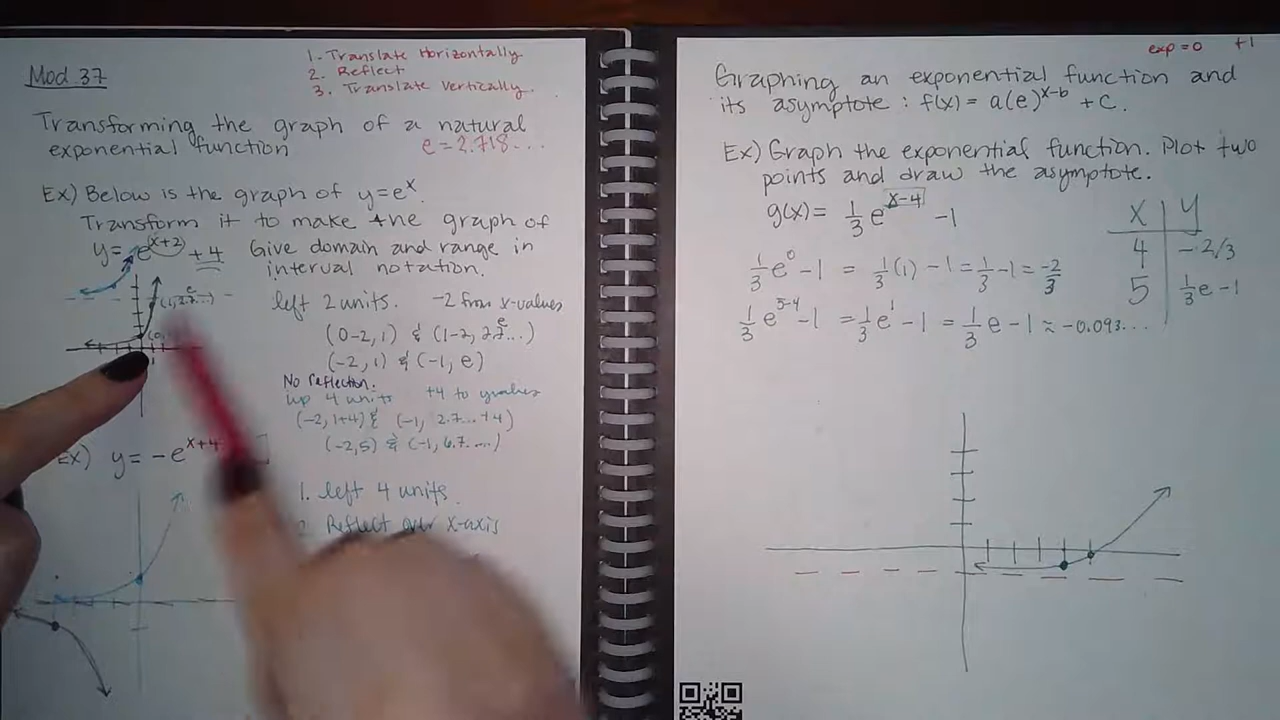 Mod 37
1. Translate Horizontally
2. Reflect
3. Translate Vertically.
Transforming the graph of a natural
exponential function
e = 2.718...
Ex) Below is the graph of y=e^x.
Transform it to make the graph of
y= e^(x+2) + 4 Give domain and range in
interval notation.
left 2 units. -2 from x-values
(0-2, 1) & (1-2, 2.7...) e
(-2, 1) & (-1, e)
No reflection.
up 4 units +4 to y values
(-2, 1+4) & (-1, 2.7...+4)
(-2,5) & (-1, 6.7....)
Ex) y= -e^x+4
1. left 4 units.
2 Reflect over x-axis
exp = 0 +1
Graphing an exponential function and
its asymptote : f(x) = a(e)^x-b + c.
Ex) Graph the exponential function. Plot two
points and draw the asymptote.
g(x)= 1/3 e^x-4 -1
x y
4 -2/3
5 1/3 e -1
1/3 e^0 -1 = 1/3 (1) -1 = 1/3 -1 = -2/3
1/3 e^5-4 -1 = 1/3 e^1 -1 = 1/3 e -1 ≈ -0.093...